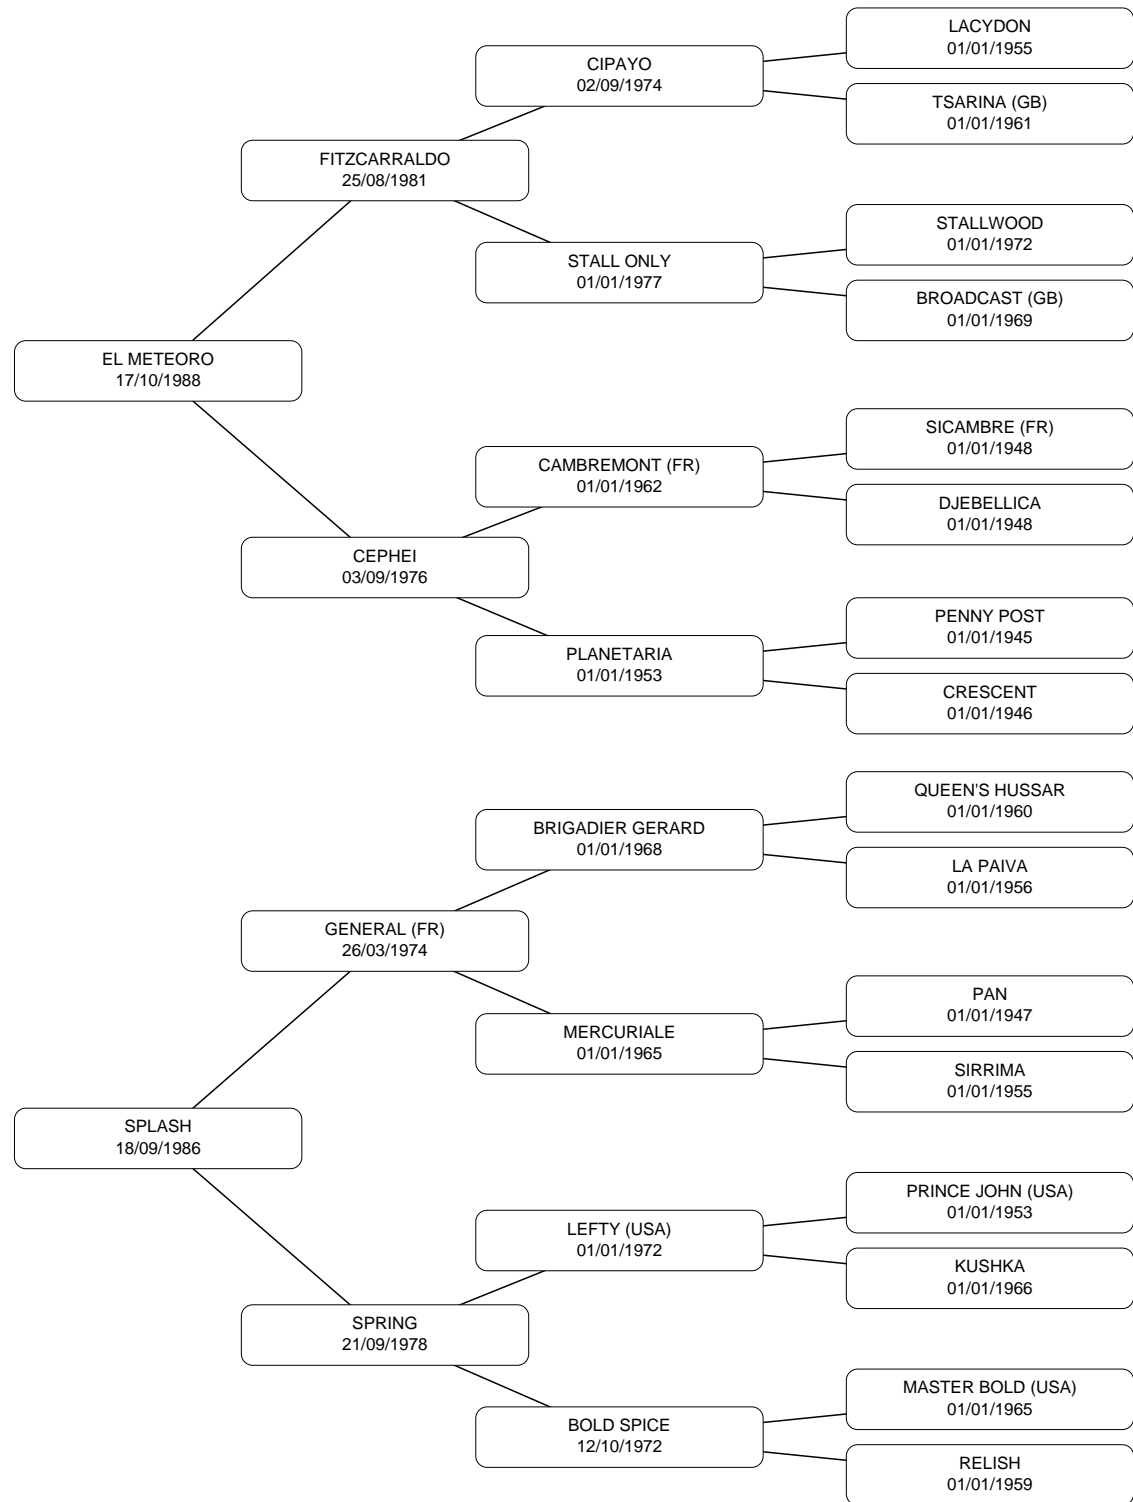 LACYDON
01/01/1955
CIPAYO
02/09/1974
TSARINA (GB)
01/01/1961
FITZCARRALDO
25/08/1981
STALLWOOD
01/01/1972
STALL ONLY
01/01/1977
BROADCAST (GB)
01/01/1969
EL METEORO
17/10/1988
SICAMBRE (FR)
01/01/1948
CAMBREMONT (FR)
01/01/1962
DJEBELLICA
01/01/1948
CEPHEI
03/09/1976
PENNY POST
01/01/1945
PLANETARIA
01/01/1953
CRESCENT
01/01/1946
QUEEN'S HUSSAR
01/01/1960
BRIGADIER GERARD
01/01/1968
LA PAIVA
01/01/1956
GENERAL (FR)
26/03/1974
PAN
01/01/1947
MERCURIALE
01/01/1965
SIRRIMA
01/01/1955
SPLASH
18/09/1986
PRINCE JOHN (USA)
01/01/1953
LEFTY (USA)
01/01/1972
KUSHKA
01/01/1966
SPRING
21/09/1978
MASTER BOLD (USA)
01/01/1965
BOLD SPICE
12/10/1972
RELISH
01/01/1959